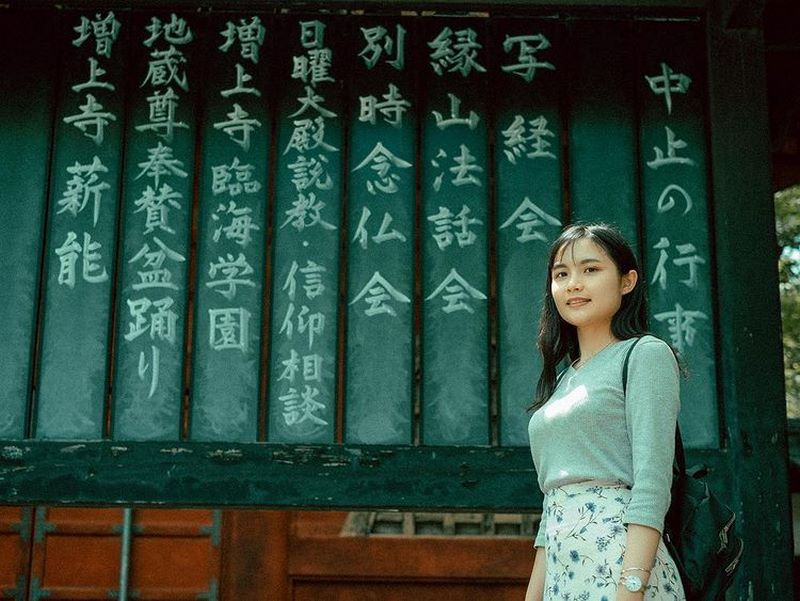 中止の行事
写経会
縁山法話会
別時念仏会
日曜大殿説教・信仰相談
増上寺臨海学園
地蔵尊奉賛盆踊り
増上寺薪能